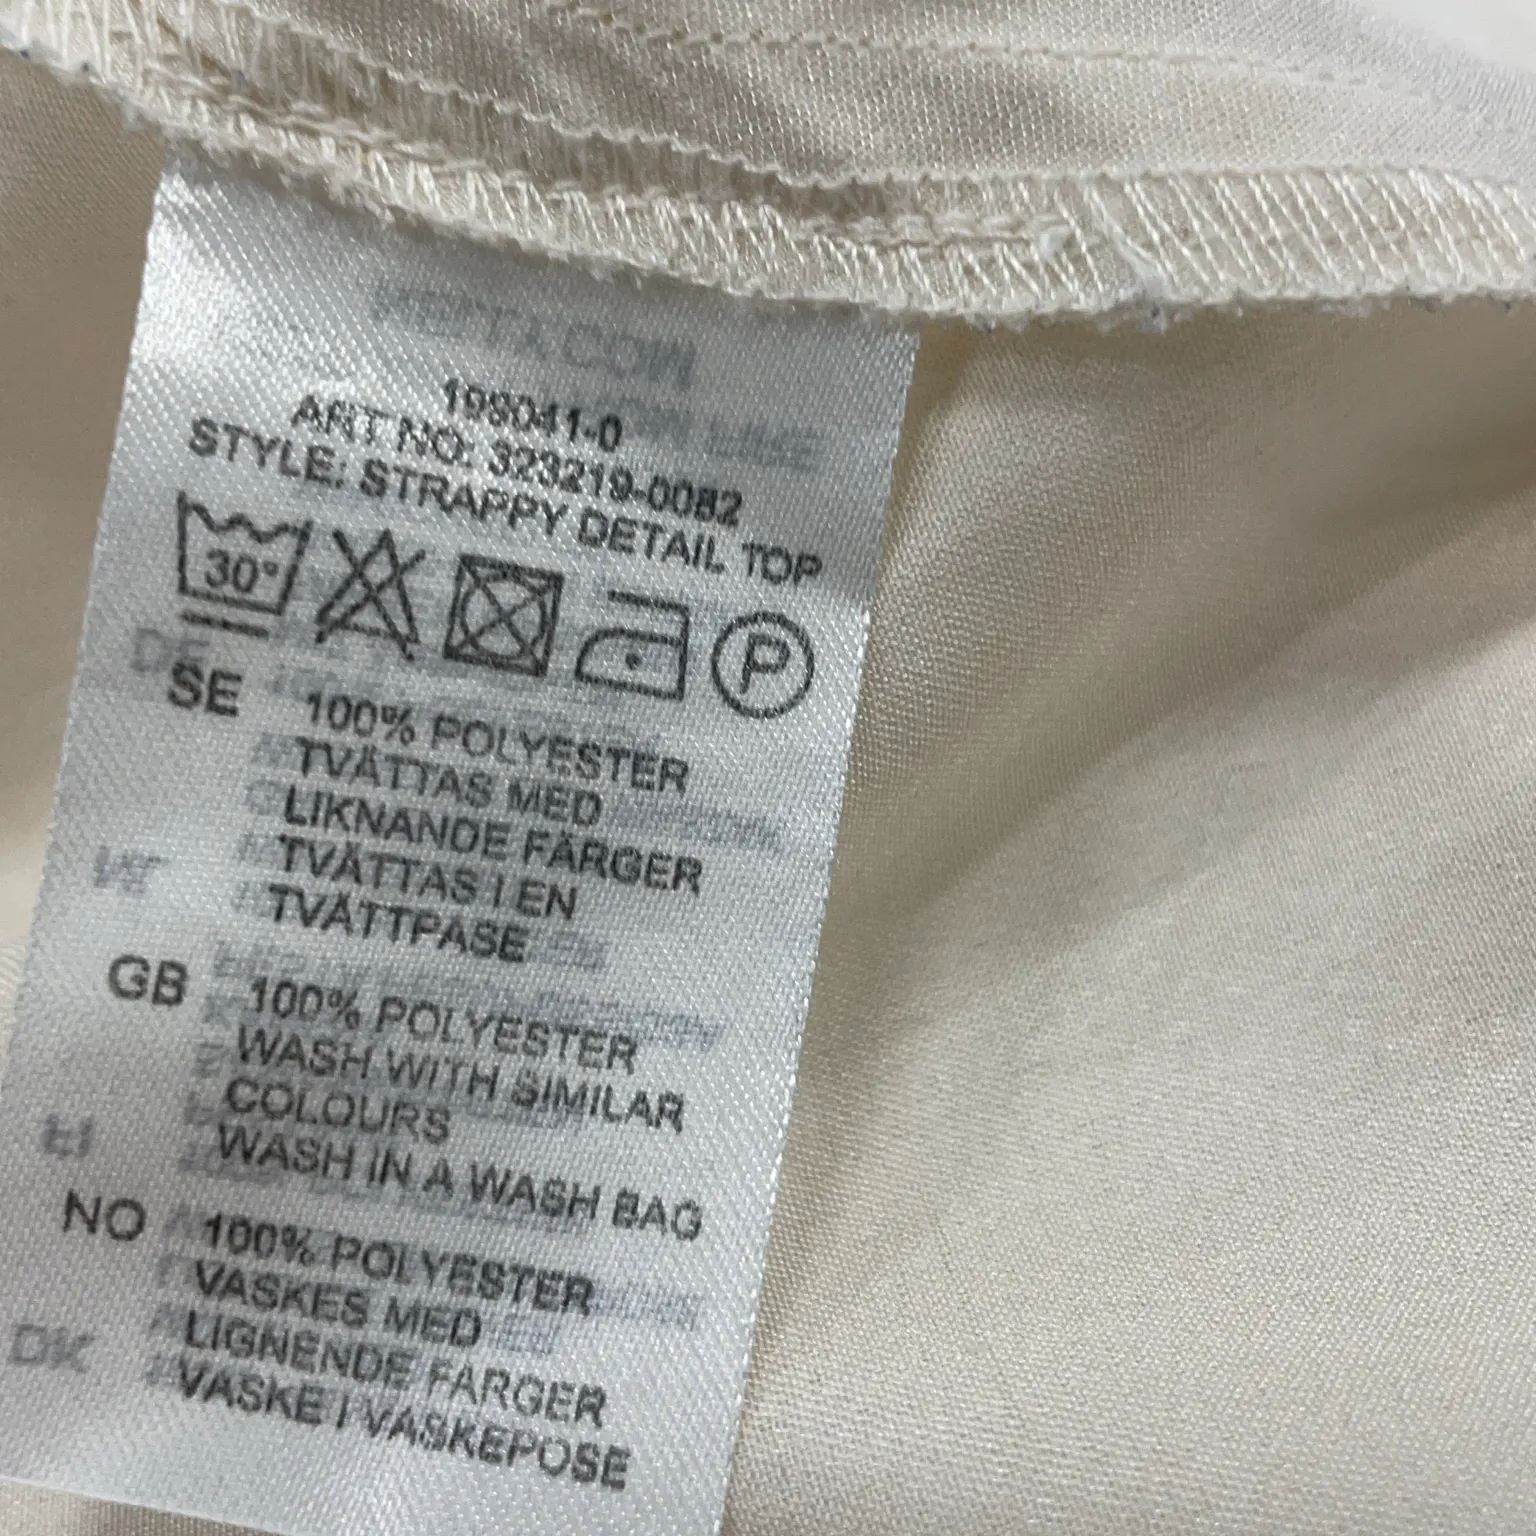 199041-0
ART NO: 323219-0082
STYLE: STRAPPY DETAIL TOP
30°
P
SE 100% POLYESTER
TVÄTTAS MED
LIKNANDE FÄRGER
TVÄTTAS I EN
TVÄTTPÅSE
GB 100% POLYESTER
WASH WITH SIMILAR
COLOURS
WASH IN A WASH BAG
NO 100% POLYESTER
VASKES MED
LIGNENDE FARGER
VASKE I VASKEPOSE